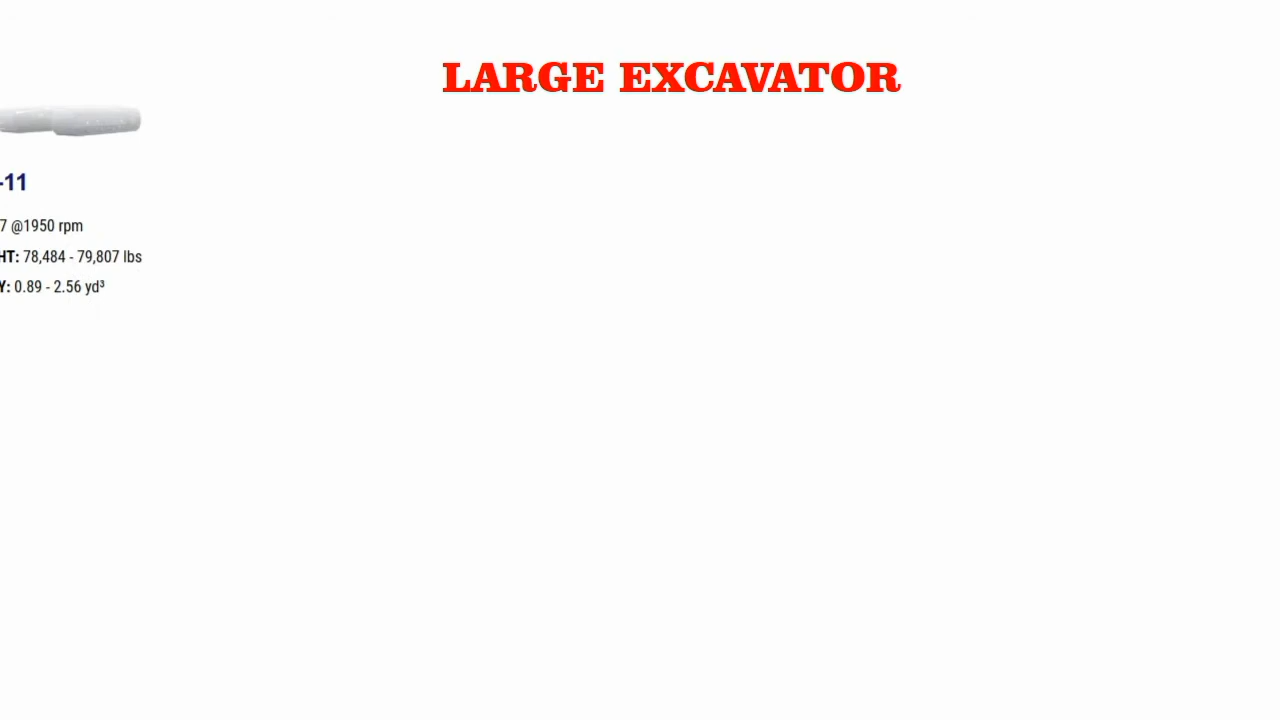 LARGE EXCAVATOR
-11
7 @1950 rpm
HT: 78,484 - 79,807 lbs
Y: 0.89 - 2.56 yd³